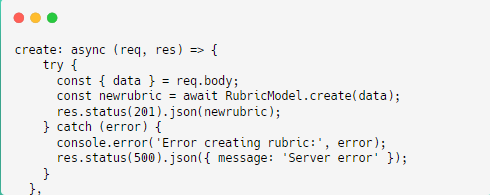 create: async (req, res) => {
    try {
      const { data } = req.body;
      const newrubric = await RubricModel.create(data);
      res.status(201).json(newrubric);
    } catch (error) {
      console.error('Error creating rubric:', error);
      res.status(500).json({ message: 'Server error' });
    }
  },